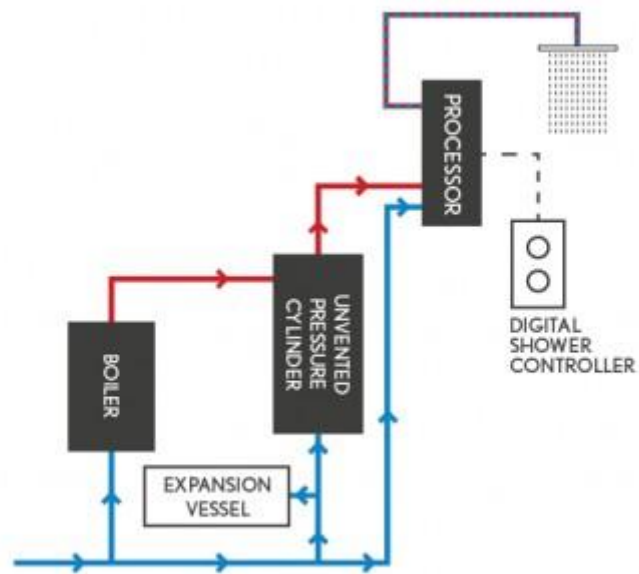 PROCESSOR
UNVENTED
PRESSURE
CYLINDER
BOILER
DIGITAL
SHOWER
CONTROLLER
EXPANSION
VESSEL